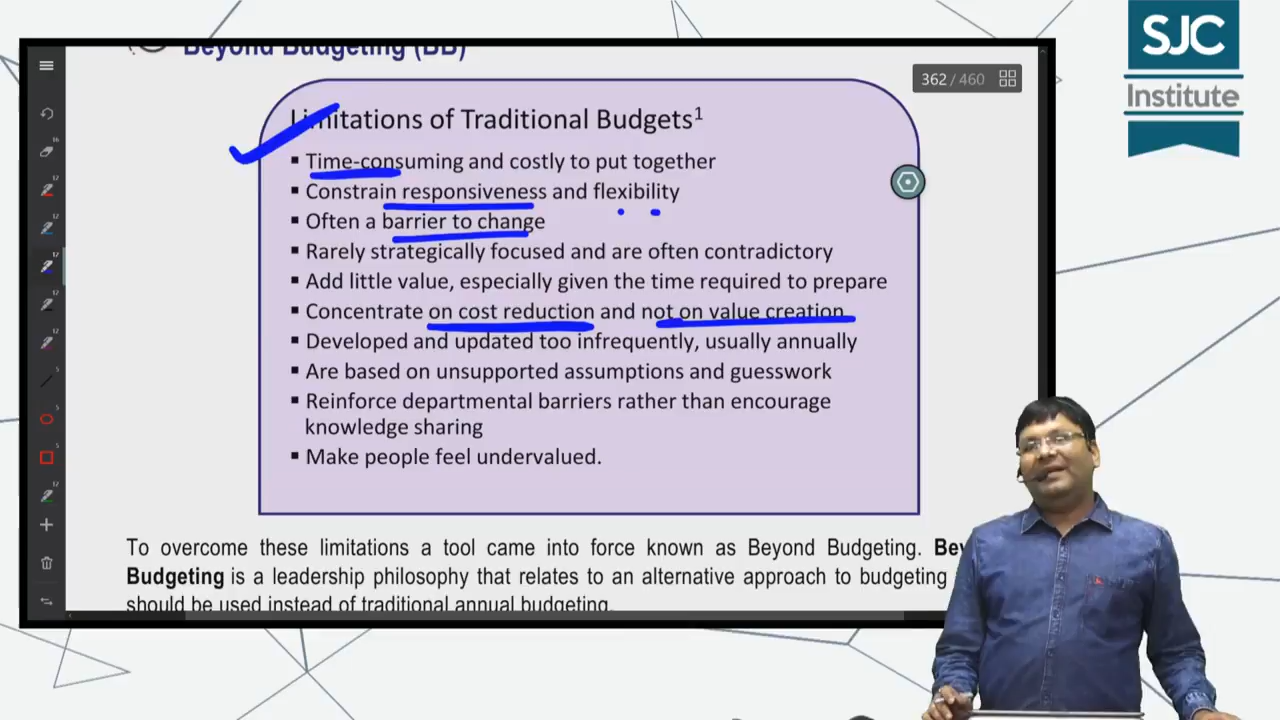 Beyond Budgeting (BB)
SJC
Institute
362 / 460
Limitations of Traditional Budgets¹
▪ Time-consuming and costly to put together
▪ Constrain responsiveness and flexibility
▪ Often a barrier to change
▪ Rarely strategically focused and are often contradictory
▪ Add little value, especially given the time required to prepare
▪ Concentrate on cost reduction and not on value creation
▪ Developed and updated too infrequently, usually annually
▪ Are based on unsupported assumptions and guesswork
▪ Reinforce departmental barriers rather than encourage
knowledge sharing
▪ Make people feel undervalued.
To overcome these limitations a tool came into force known as Beyond Budgeting.
Budgeting is a leadership philosophy that relates to an alternative approach to budgeting
should be used instead of traditional annual budgeting.